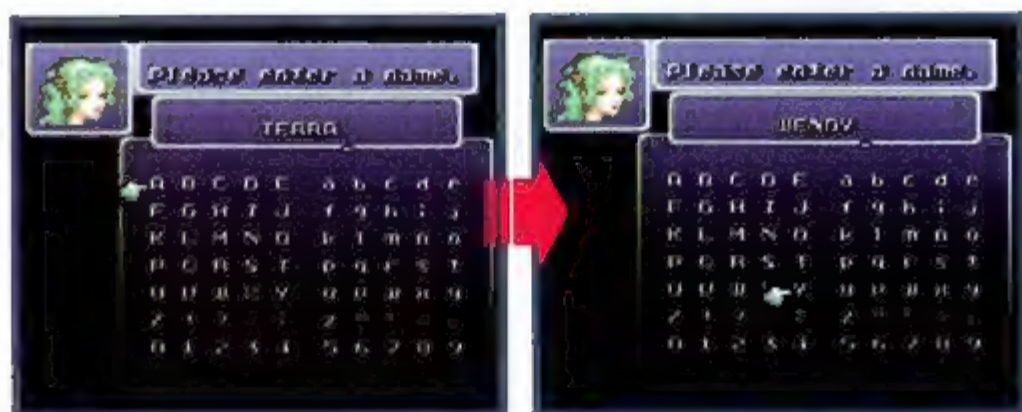 Please enter a name.
TERRA
A B C D E a b c d e
F G H I J f g h i j
K L M N O k l m n o
P Q R S T p q r s t
U V W X Y u v w x y
Z z
0 1 2 3 4 5 6 7 8 9
Please enter a name.
WENDY
A B C D E a b c d e
F G H I J f g h i j
K L M N O k l m n o
P Q R S T p q r s t
U V W Y u v w x y
Z z
0 1 2 3 4 5 6 7 8 9